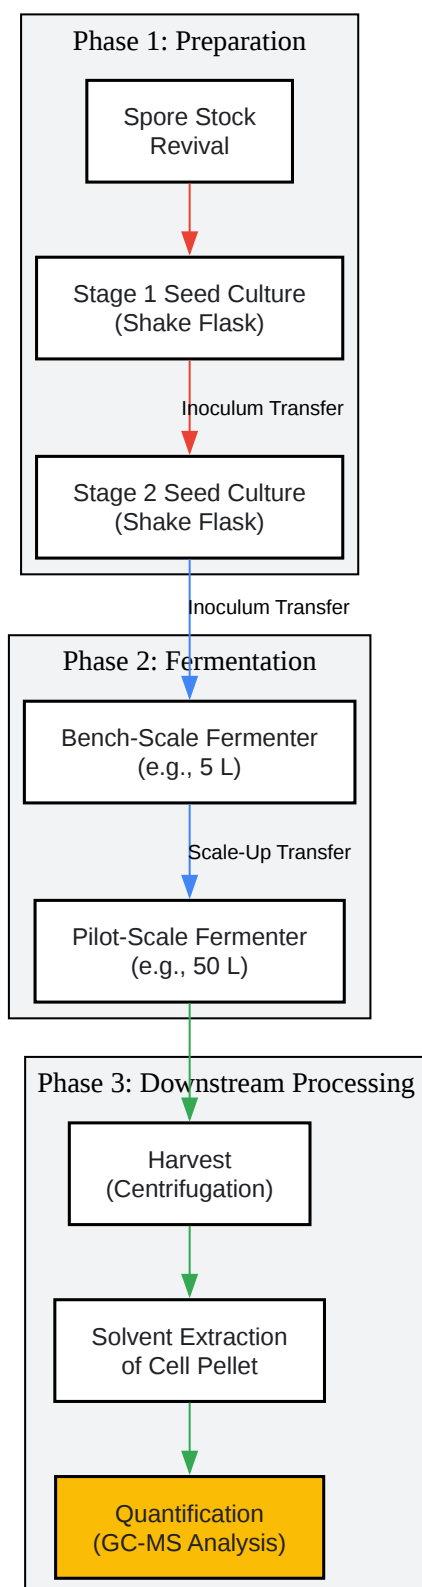 Phase 1: Preparation
Spore Stock
Revival
Stage 1 Seed Culture
(Shake Flask)
Inoculum Transfer
Stage 2 Seed Culture
(Shake Flask)
Inoculum Transfer
Phase 2: Fermentation
Bench-Scale Fermenter
(e.g., 5 L)
Scale-Up Transfer
Pilot-Scale Fermenter
(e.g., 50 L)
Phase 3: Downstream Processing
Harvest
(Centrifugation)
Solvent Extraction
of Cell Pellet
Quantification
(GC-MS Analysis)